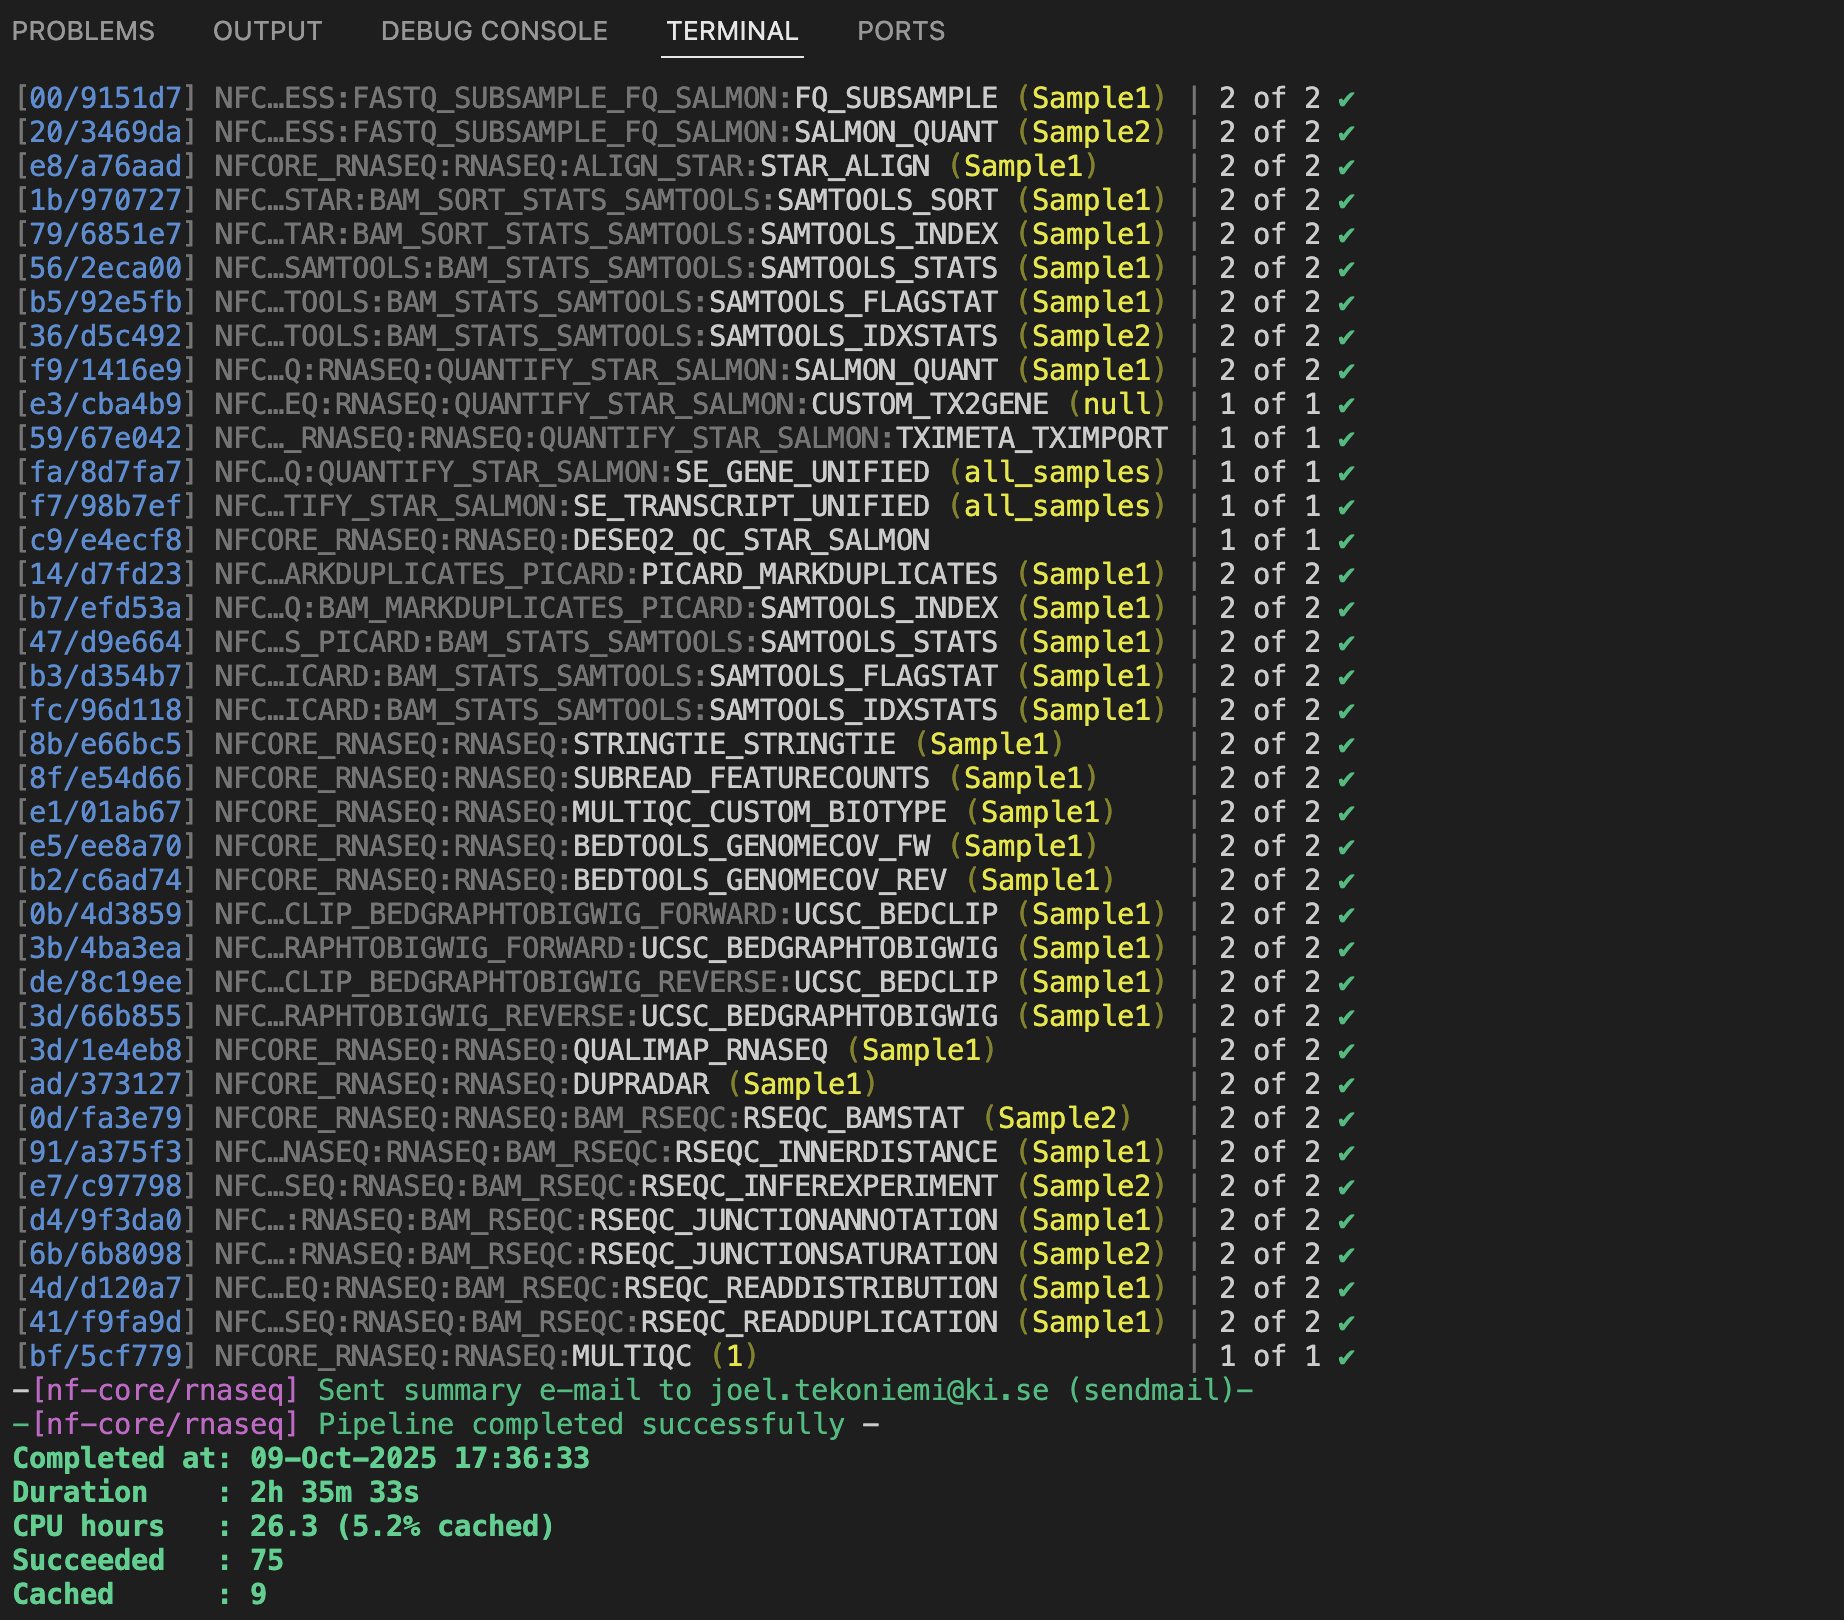 PROBLEMS OUTPUT DEBUG CONSOLE TERMINAL PORTS
[00/9151d7] NFC…ESS:FASTQ_SUBSAMPLE_FQ_SALMON:FQ_SUBSAMPLE (Sample1) | 2 of 2 ✔
[20/3469da] NFC…ESS:FASTQ_SUBSAMPLE_FQ_SALMON:SALMON_QUANT (Sample2) | 2 of 2 ✔
[e8/a76aad] NFCORE_RNASEQ:RNASEQ:ALIGN_STAR:STAR_ALIGN (Sample1) | 2 of 2 ✔
[1b/970727] NFC…STAR:BAM_SORT_STATS_SAMTOOLS:SAMTOOLS_SORT (Sample1) | 2 of 2 ✔
[79/6851e7] NFC…TAR:BAM_SORT_STATS_SAMTOOLS:SAMTOOLS_INDEX (Sample1) | 2 of 2 ✔
[56/2eca00] NFC…SAMTOOLS:BAM_STATS_SAMTOOLS:SAMTOOLS_STATS (Sample1) | 2 of 2 ✔
[b5/92e5fb] NFC…TOOLS:BAM_STATS_SAMTOOLS:SAMTOOLS_FLAGSTAT (Sample1) | 2 of 2 ✔
[36/d5c492] NFC…TOOLS:BAM_STATS_SAMTOOLS:SAMTOOLS_IDXSTATS (Sample2) | 2 of 2 ✔
[f9/1416e9] NFC…Q:RNASEQ:QUANTIFY_STAR_SALMON:SALMON_QUANT (Sample1) | 2 of 2 ✔
[e3/cba4b9] NFC…EQ:RNASEQ:QUANTIFY_STAR_SALMON:CUSTOM_TX2GENE (null) | 1 of 1 ✔
[59/67e042] NFC…_RNASEQ:RNASEQ:QUANTIFY_STAR_SALMON:TXIMETA_TXIMPORT | 1 of 1 ✔
[fa/8d7fa7] NFC…Q:QUANTIFY_STAR_SALMON:SE_GENE_UNIFIED (all_samples) | 1 of 1 ✔
[f7/98b7ef] NFC…TIFY_STAR_SALMON:SE_TRANSCRIPT_UNIFIED (all_samples) | 1 of 1 ✔
[c9/e4ecf8] NFCORE_RNASEQ:RNASEQ:DESEQ2_QC_STAR_SALMON | 1 of 1 ✔
[14/d7fd23] NFC…ARKDUPLICATES_PICARD:PICARD_MARKDUPLICATES (Sample1) | 2 of 2 ✔
[b7/efd53a] NFC…Q:BAM_MARKDUPLICATES_PICARD:SAMTOOLS_INDEX (Sample1) | 2 of 2 ✔
[47/d9e664] NFC…S_PICARD:BAM_STATS_SAMTOOLS:SAMTOOLS_STATS (Sample1) | 2 of 2 ✔
[b3/d354b7] NFC…ICARD:BAM_STATS_SAMTOOLS:SAMTOOLS_FLAGSTAT (Sample1) | 2 of 2 ✔
[fc/96d118] NFC…ICARD:BAM_STATS_SAMTOOLS:SAMTOOLS_IDXSTATS (Sample1) | 2 of 2 ✔
[8b/e66bc5] NFCORE_RNASEQ:RNASEQ:STRINGTIE_STRINGTIE (Sample1) | 2 of 2 ✔
[8f/e54d66] NFCORE_RNASEQ:RNASEQ:SUBREAD_FEATURECOUNTS (Sample1) | 2 of 2 ✔
[e1/01ab67] NFCORE_RNASEQ:RNASEQ:MULTIQC_CUSTOM_BIOTYPE (Sample1) | 2 of 2 ✔
[e5/ee8a70] NFCORE_RNASEQ:RNASEQ:BEDTOOLS_GENOMECOV_FW (Sample1) | 2 of 2 ✔
[b2/c6ad74] NFCORE_RNASEQ:RNASEQ:BEDTOOLS_GENOMECOV_REV (Sample1) | 2 of 2 ✔
[0b/4d3859] NFC…CLIP_BEDGRAPHTOBIGWIG_FORWARD:UCSC_BEDCLIP (Sample1) | 2 of 2 ✔
[3b/4ba3ea] NFC…RAPHTOBIGWIG_FORWARD:UCSC_BEDGRAPHTOBIGWIG (Sample1) | 2 of 2 ✔
[de/8c19ee] NFC…CLIP_BEDGRAPHTOBIGWIG_REVERSE:UCSC_BEDCLIP (Sample1) | 2 of 2 ✔
[3d/66b855] NFC…RAPHTOBIGWIG_REVERSE:UCSC_BEDGRAPHTOBIGWIG (Sample1) | 2 of 2 ✔
[3d/1e4eb8] NFCORE_RNASEQ:RNASEQ:QUALIMAP_RNASEQ (Sample1) | 2 of 2 ✔
[ad/373127] NFCORE_RNASEQ:RNASEQ:DUPRADAR (Sample1) | 2 of 2 ✔
[0d/fa3e79] NFCORE_RNASEQ:RNASEQ:BAM_RSEQC:RSEQC_BAMSTAT (Sample2) | 2 of 2 ✔
[91/a375f3] NFC…NASEQ:RNASEQ:BAM_RSEQC:RSEQC_INNERDISTANCE (Sample1) | 2 of 2 ✔
[e7/c97798] NFC…SEQ:RNASEQ:BAM_RSEQC:RSEQC_INFEREXPERIMENT (Sample2) | 2 of 2 ✔
[d4/9f3da0] NFC…:RNASEQ:BAM_RSEQC:RSEQC_JUNCTIONANNOTATION (Sample1) | 2 of 2 ✔
[6b/6b8098] NFC…:RNASEQ:BAM_RSEQC:RSEQC_JUNCTIONSATURATION (Sample2) | 2 of 2 ✔
[4d/d120a7] NFC…EQ:RNASEQ:BAM_RSEQC:RSEQC_READDISTRIBUTION (Sample1) | 2 of 2 ✔
[41/f9fa9d] NFC…SEQ:RNASEQ:BAM_RSEQC:RSEQC_READDUPLICATION (Sample1) | 2 of 2 ✔
[bf/5cf779] NFCORE_RNASEQ:RNASEQ:MULTIQC (1) | 1 of 1 ✔
-[nf-core/rnaseq] Sent summary e-mail to joel.tekoniemi@ki.se (sendmail)-
-[nf-core/rnaseq] Pipeline completed successfully -
Completed at: 09-Oct-2025 17:36:33
Duration : 2h 35m 33s
CPU hours : 26.3 (5.2% cached)
Succeeded : 75
Cached : 9